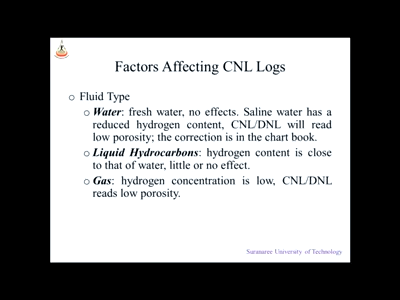 Factors Affecting CNL Logs
o Fluid Type
o Water: fresh water, no effects. Saline water has a
reduced hydrogen content, CNL/DNL will read
low porosity; the correction is in the chart book.
o Liquid Hydrocarbons: hydrogen content is close
to that of water, little or no effect.
o Gas: hydrogen concentration is low, CNL/DNL
reads low porosity.
Suranaree University of Technology